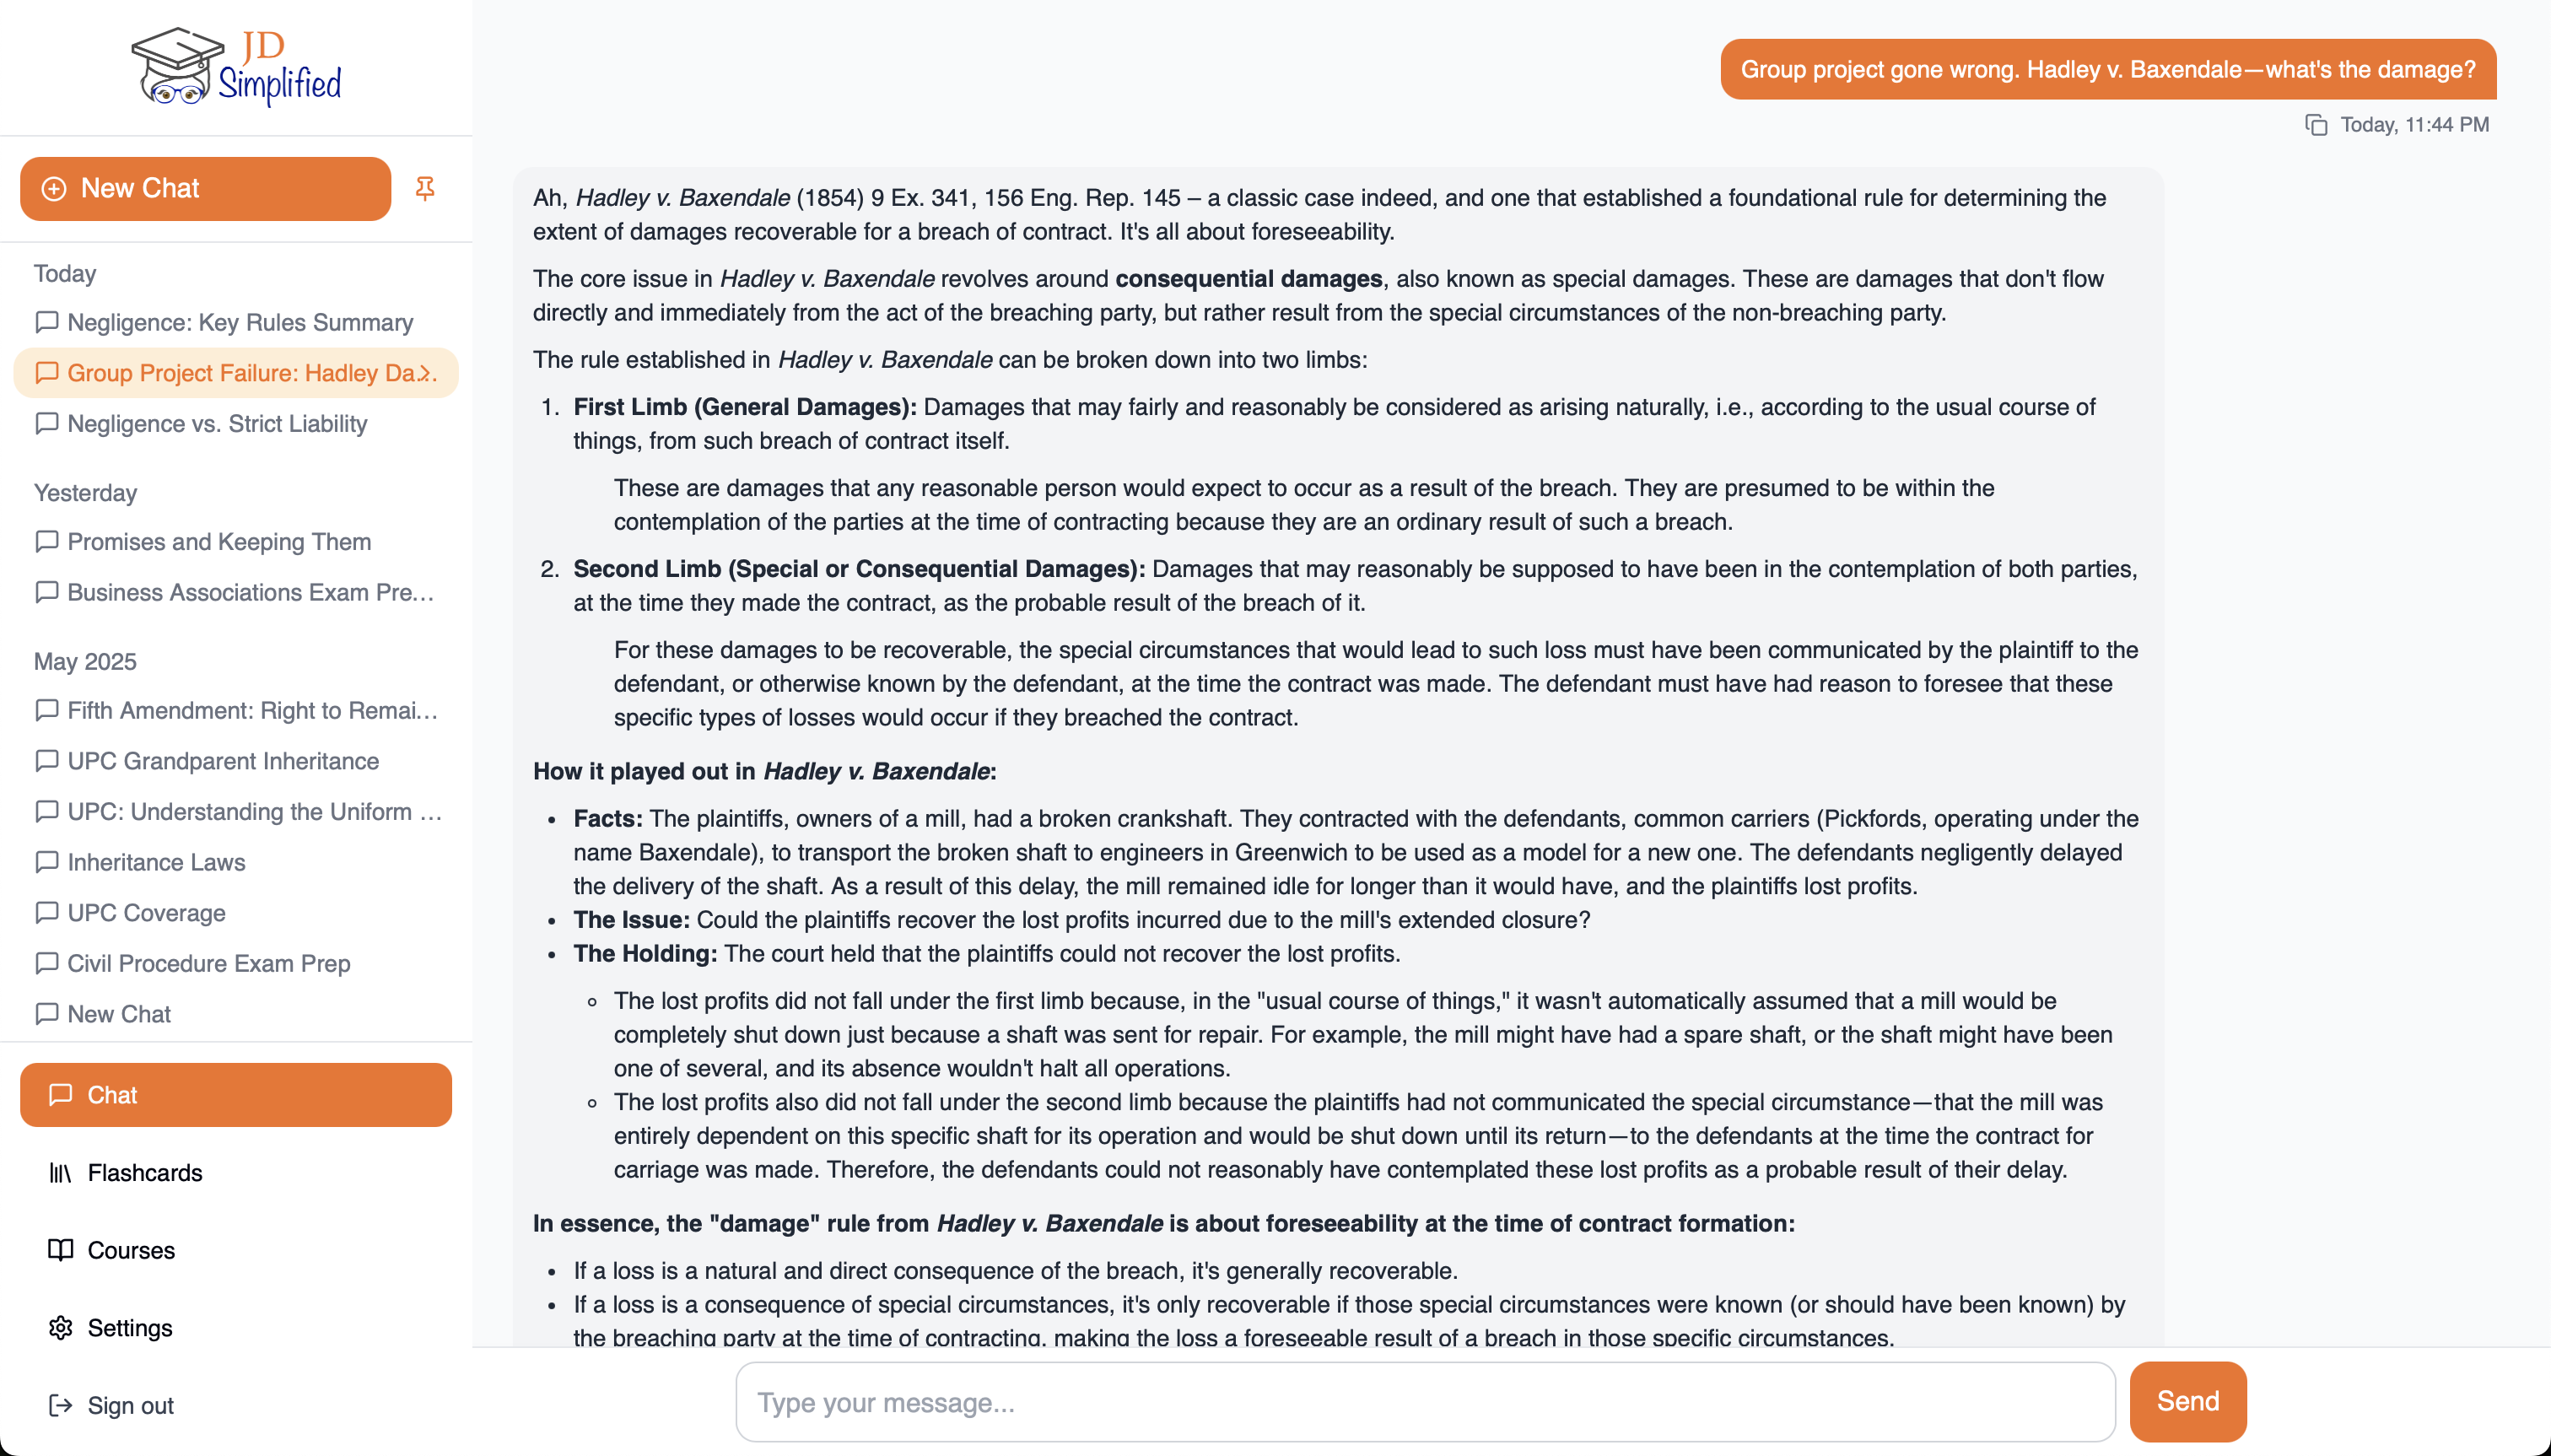 JD
Simplified
New Chat
Today
Negligence: Key Rules Summary
Group Project Failure: Hadley Da...
Negligence vs. Strict Liability
Yesterday
Promises and Keeping Them
Business Associations Exam Pre...
May 2025
Fifth Amendment: Right to Remai...
UPC Grandparent Inheritance
UPC: Understanding the Uniform ...
Inheritance Laws
UPC Coverage
Civil Procedure Exam Prep
New Chat
Chat
Flashcards
Courses
Settings
Sign out
Group project gone wrong. Hadley v. Baxendale—what's the damage?
Today, 11:44 PM
Ah, Hadley v. Baxendale (1854) 9 Ex. 341, 156 Eng. Rep. 145 – a classic case indeed, and one that established a foundational rule for determining the
extent of damages recoverable for a breach of contract. It's all about foreseeability.
The core issue in Hadley v. Baxendale revolves around consequential damages, also known as special damages. These are damages that don't flow
directly and immediately from the act of the breaching party, but rather result from the special circumstances of the non-breaching party.
The rule established in Hadley v. Baxendale can be broken down into two limbs:
1. First Limb (General Damages): Damages that may fairly and reasonably be considered as arising naturally, i.e., according to the usual course of
things, from such breach of contract itself.
These are damages that any reasonable person would expect to occur as a result of the breach. They are presumed to be within the
contemplation of the parties at the time of contracting because they are an ordinary result of such a breach.
2. Second Limb (Special or Consequential Damages): Damages that may reasonably be supposed to have been in the contemplation of both parties,
at the time they made the contract, as the probable result of the breach of it.
For these damages to be recoverable, the special circumstances that would lead to such loss must have been communicated by the plaintiff to the
defendant, or otherwise known by the defendant, at the time the contract was made. The defendant must have had reason to foresee that these
specific types of losses would occur if they breached the contract.
How it played out in Hadley v. Baxendale:
• Facts: The plaintiffs, owners of a mill, had a broken crankshaft. They contracted with the defendants, common carriers (Pickfords, operating under the
name Baxendale), to transport the broken shaft to engineers in Greenwich to be used as a model for a new one. The defendants negligently delayed
the delivery of the shaft. As a result of this delay, the mill remained idle for longer than it would have, and the plaintiffs lost profits.
• The Issue: Could the plaintiffs recover the lost profits incurred due to the mill's extended closure?
• The Holding: The court held that the plaintiffs could not recover the lost profits.
◦ The lost profits did not fall under the first limb because, in the "usual course of things," it wasn't automatically assumed that a mill would be
completely shut down just because a shaft was sent for repair. For example, the mill might have had a spare shaft, or the shaft might have been
one of several, and its absence wouldn't halt all operations.
◦ The lost profits also did not fall under the second limb because the plaintiffs had not communicated the special circumstance—that the mill was
entirely dependent on this specific shaft for its operation and would be shut down until its return—to the defendants at the time the contract for
carriage was made. Therefore, the defendants could not reasonably have contemplated these lost profits as a probable result of their delay.
In essence, the "damage" rule from Hadley v. Baxendale is about foreseeability at the time of contract formation:
• If a loss is a natural and direct consequence of the breach, it's generally recoverable.
• If a loss is a consequence of special circumstances, it's only recoverable if those special circumstances were known (or should have been known) by
the breaching party at the time of contracting, making the loss a foreseeable result of a breach in those specific circumstances.
Type your message...
Send